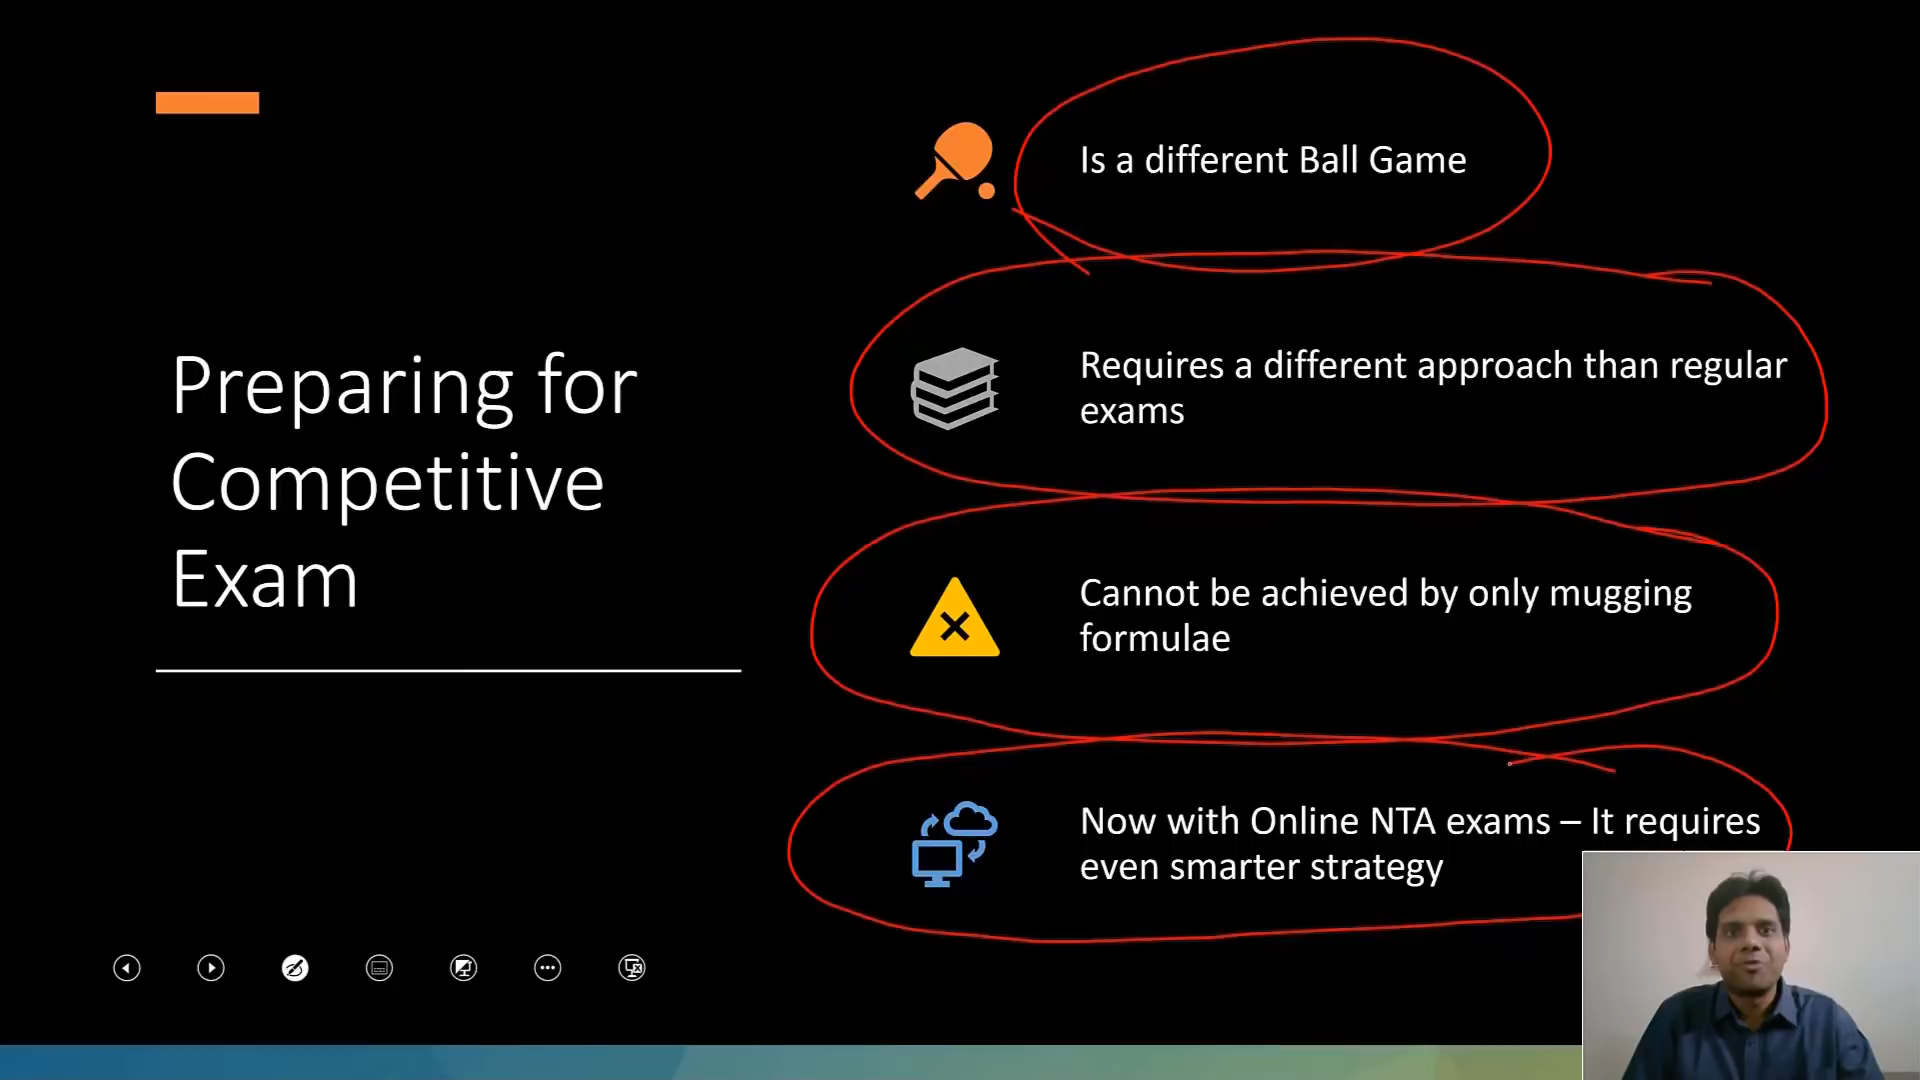 Preparing for
Competitive
Exam
Is a different Ball Game
Requires a different approach than regular
exams
Cannot be achieved by only mugging
formulae
Now with Online NTA exams – It requires
even smarter strategy